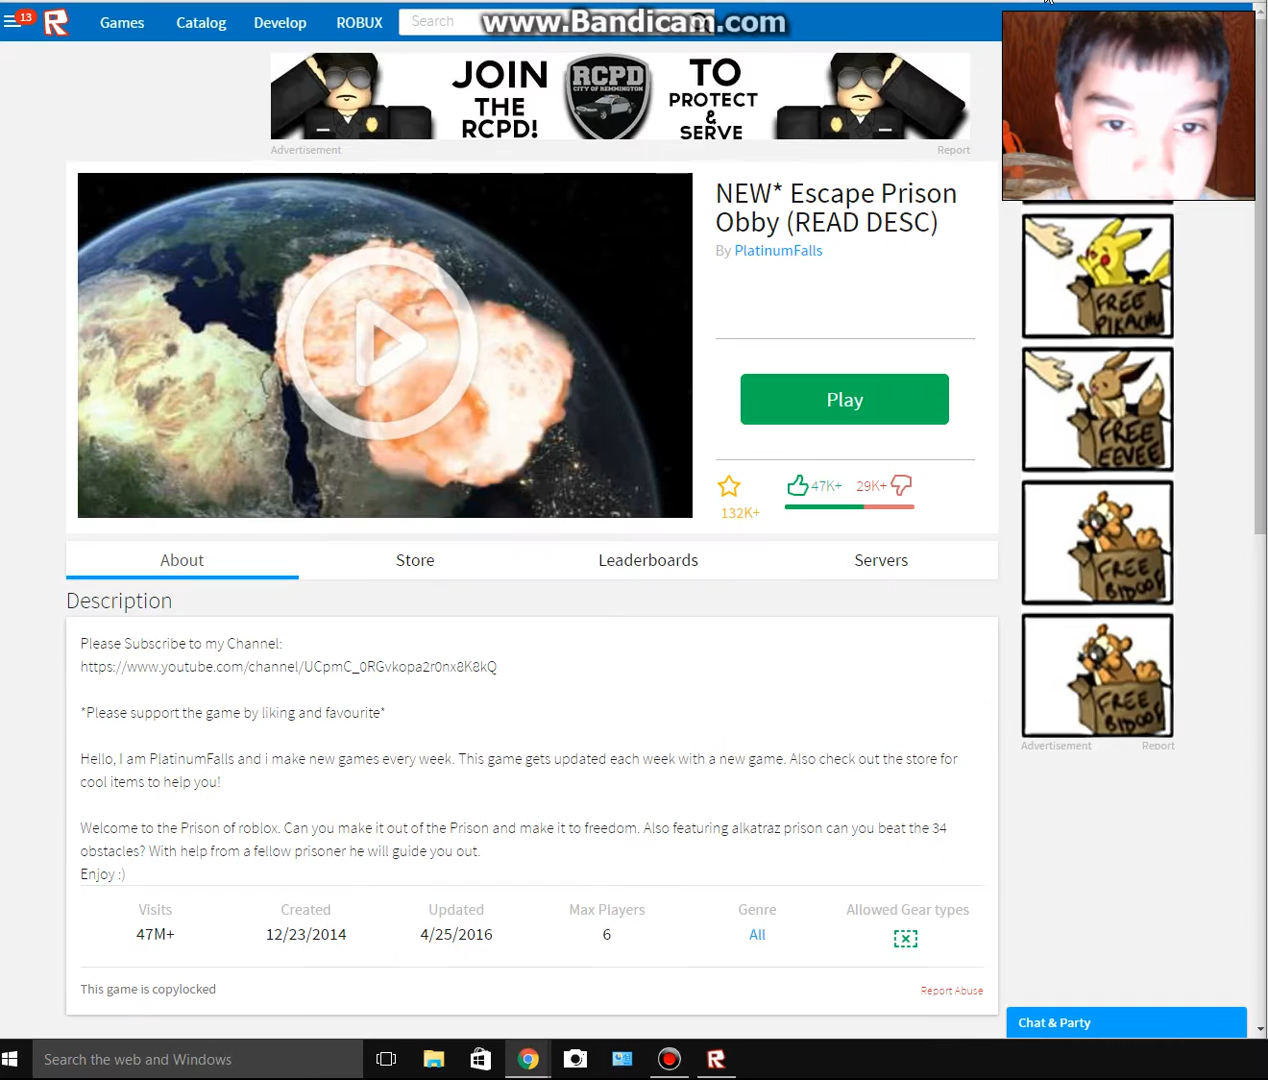 13
Games
Catalog
Develop
ROBUX
Search
www.Bandicam.com
JOIN
THE
RCPD!
RCPD
CITY OF REMMINGTON
TO
PROTECT
&
SERVE
Advertisement
Report
NEW* Escape Prison
Obby (READ DESC)
By PlatinumFalls
Play
132K+
47K+
29K+
FREE
PIKACHU
FREE
EEVEE
FREE
BIDOOF
FREE
BIDOOF
Advertisement
Report
About
Store
Leaderboards
Servers
Description
Please Subscribe to my Channel:
https://www.youtube.com/channel/UCpmC_0RGvkopa2r0nx8K8kQ
*Please support the game by liking and favourite*
Hello, I am PlatinumFalls and i make new games every week. This game gets updated each week with a new game. Also check out the store for
cool items to help you!
Welcome to the Prison of roblox. Can you make it out of the Prison and make it to freedom. Also featuring alkatraz prison can you beat the 34
obstacles? With help from a fellow prisoner he will guide you out.
Enjoy :)
Visits
Created
Updated
Max Players
Genre
Allowed Gear types
47M+
12/23/2014
4/25/2016
6
All
This game is copylocked
Report Abuse
Chat & Party
Search the web and Windows